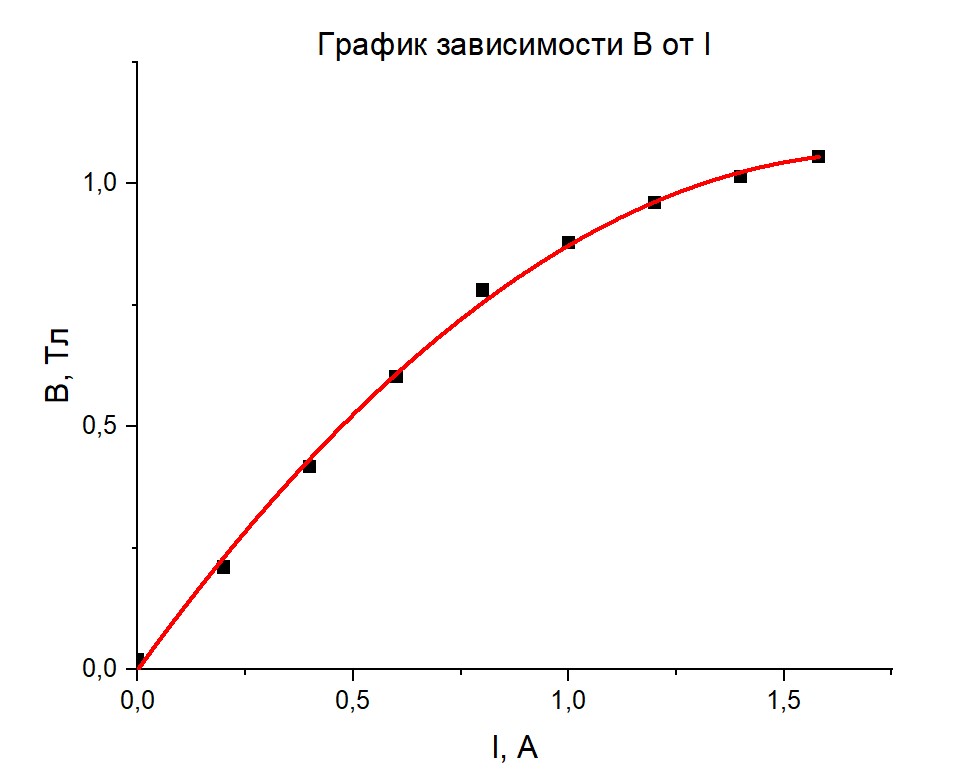 График зависимости В от I
В, Тл
1,0
0,5
0,0
0,0 0,5 1,0 1,5
I, А